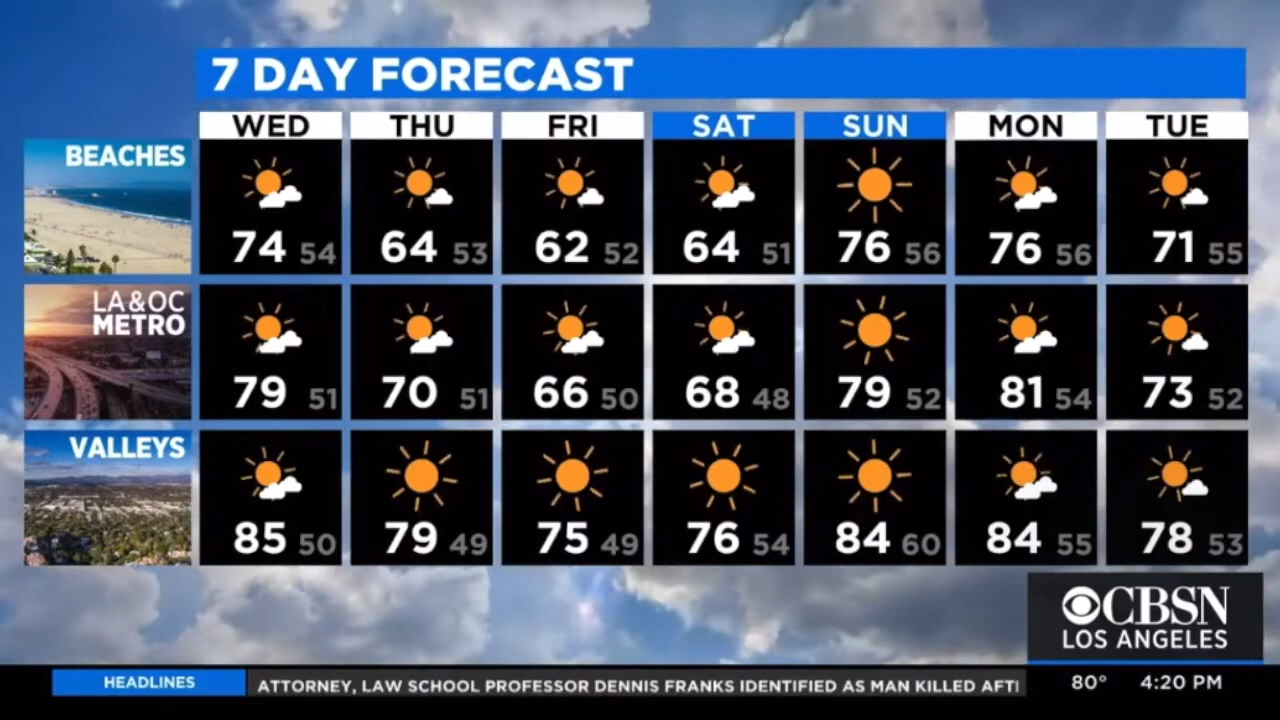 7 DAY FORECAST
WED THU FRI SAT SUN MON TUE
BEACHES
74 54 64 53 62 52 64 51 76 56 76 56 71 55
LA & OC
METRO
79 51 70 51 66 50 68 48 79 52 81 54 73 52
VALLEYS
85 50 79 49 75 49 76 54 84 60 84 55 78 53
CBSN
LOS ANGELES
HEADLINES ATTORNEY, LAW SCHOOL PROFESSOR DENNIS FRANKS IDENTIFIED AS MAN KILLED AFT 80° 4:20 PM